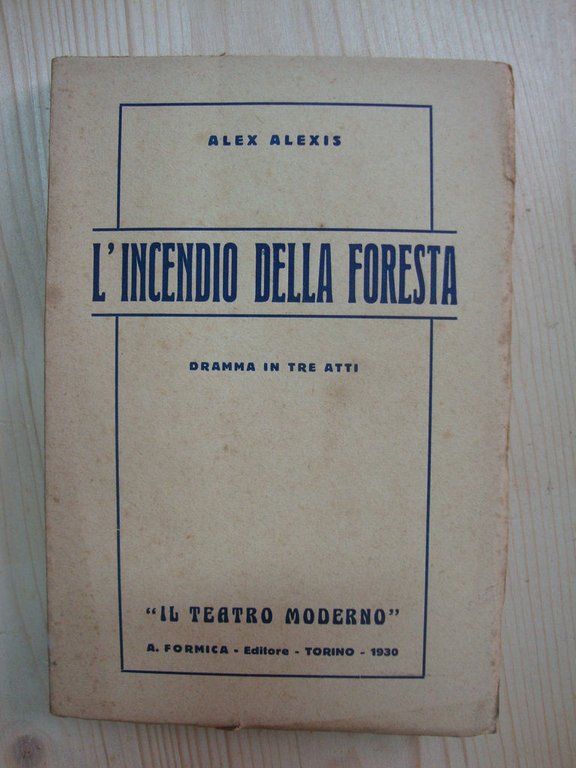 ALEX ALEXIS
L'INCENDIO DELLA FORESTA
DRAMMA IN TRE ATTI
"IL TEATRO MODERNO"
A. FORMICA - Editore - TORINO - 1930